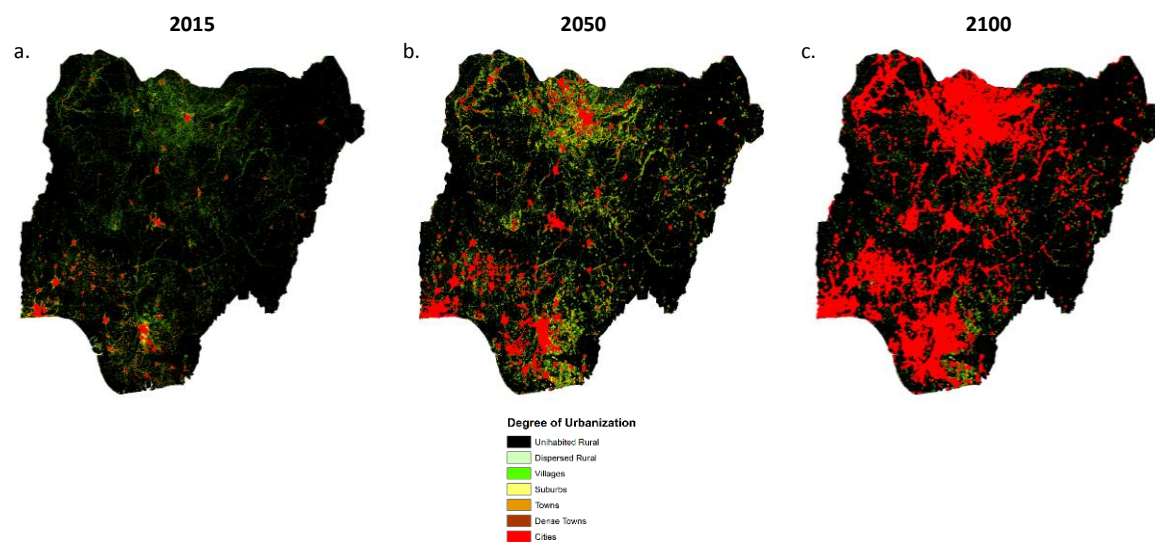 2015
2050
2100
a.
b.
c.
Degree of Urbanization
Unihabited Rural
Dispersed Rural
Villages
Suburbs
Towns
Dense Towns
Cities